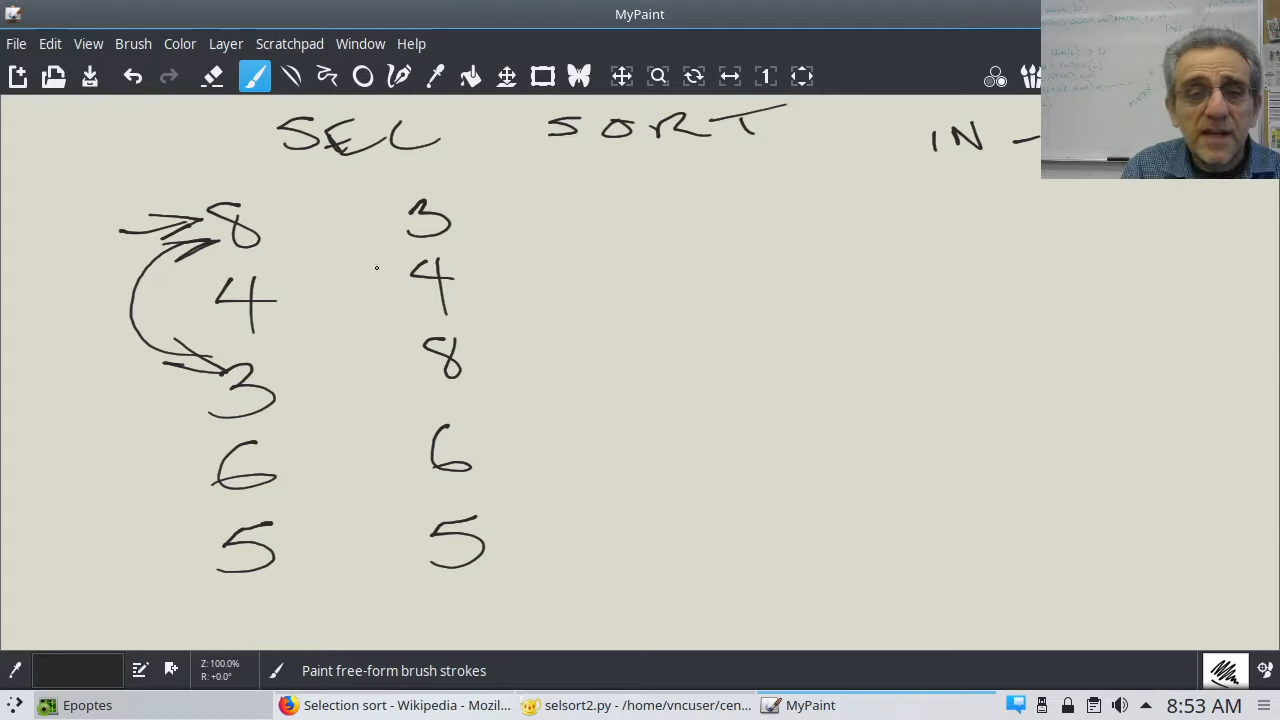 MyPaint
File Edit View Brush Color Layer Scratchpad Window Help
SEL SORT IN -
8 3
4 4
3 8
6 6
5 5
Z: 100.0%
R: +0.0°
Paint free-form brush strokes
Epoptes Selection sort - Wikipedia - Mozil... selsort2.py - /home/vncuser/cen... MyPaint 8:53 AM